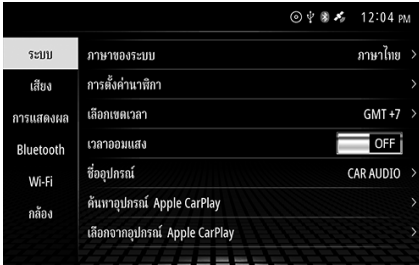 12:04 PM
ระบบ
เสียง
การแสดงผล
Bluetooth
Wi-Fi
กล้อง
ภาษาของระบบ ภาษาไทย
การตั้งค่านาฬิกา
เลือกเขตเวลา GMT +7
เวลาออมแสง OFF
ชื่ออุปกรณ์ CAR AUDIO
ค้นหาอุปกรณ์ Apple CarPlay
เลือกจากอุปกรณ์ Apple CarPlay